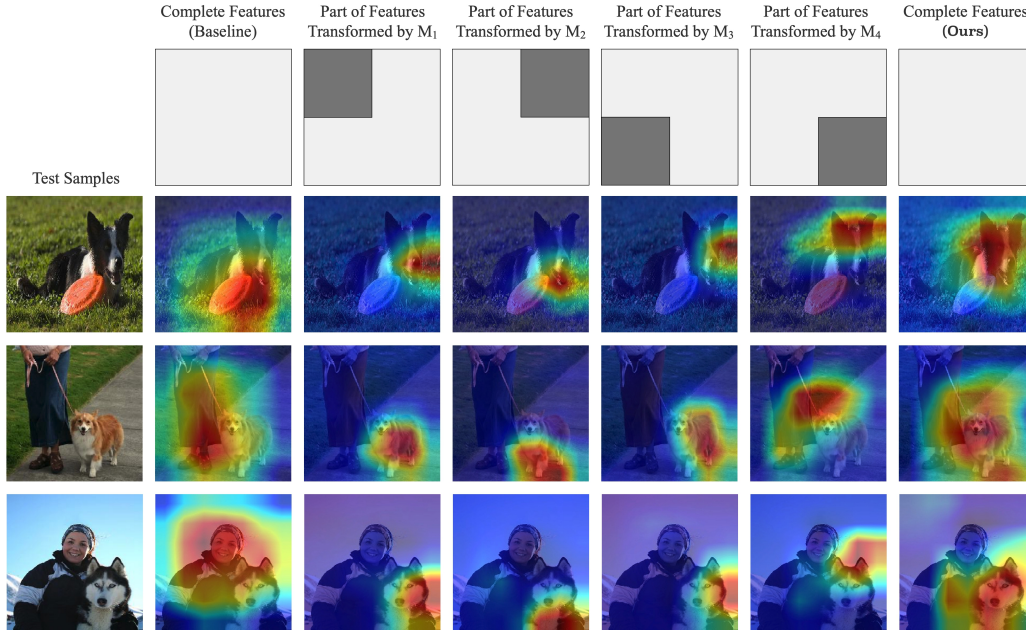 Complete Features
(Baseline)
Part of Features
Transformed by M₁
Part of Features
Transformed by M₂
Part of Features
Transformed by M₃
Part of Features
Transformed by M₄
Complete Features
(Ours)
Test Samples